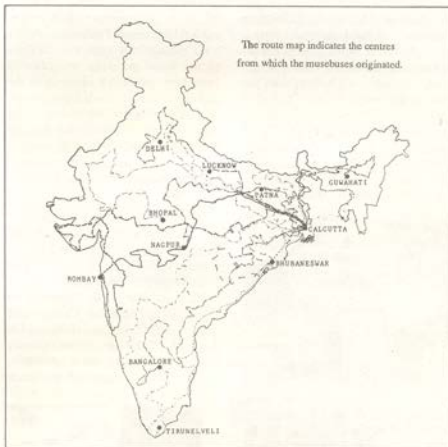 The route map indicates the centres
from which the musebuses originated.
DELHI
LUCKNOW
PATNA
GUWAHATI
BHOPAL
CALCUTTA
NAGPUR
BHUBANESWAR
BOMBAY
BANGALORE
TIRUNELVELI